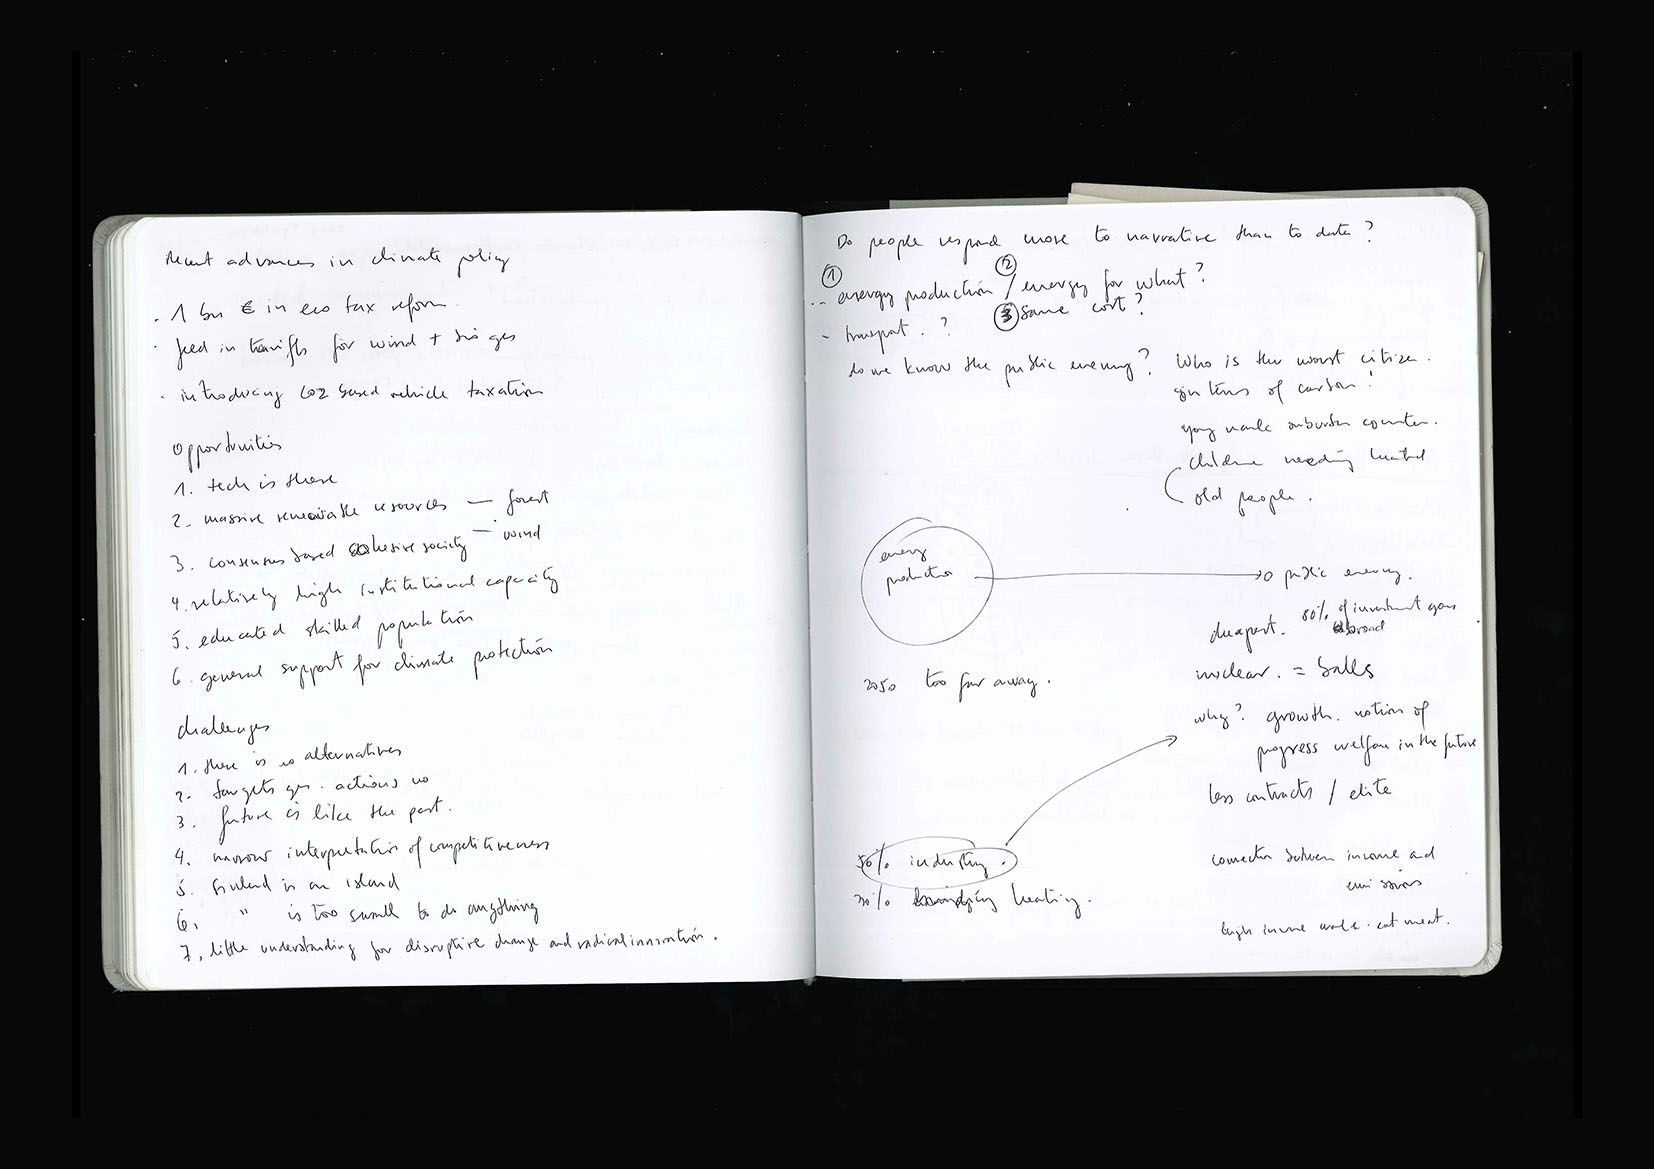 Recent advances in climate policy
. 1 bn € in eco tax reform.
. feed in tariffs for wind + bio gas
. introducing CO2 based vehicle taxation
Opportunities
1. tech is there
2. massive renewable resources — forest
— wind
3. consensus based cohesive society
4. relatively high institutional capacity
5. educated skilled population
6. general support for climate protection
challenges
1. there is no alternatives
2. targets yes. actions no
3. future is like the past.
4. narrow interpretation of competitiveness
5. Finland is an island
6. " is too small to do anything
7. little understanding for disruptive change and radical innovation.
Do people respond more to narrative than to data?
① ②
-- energy production / energy for what?
- transport. ? ③ same cost?
do we know the public enemy?
Who is the worst citizen.
in terms of carbon?
young male suburban commuter.
children needing heated
old people.
energy
production
→ public enemy.
cheapest. 80% of investment goes
abroad
2050 too far away.
nuclear. = balls
why? growth. notion of
progress welfare in the future
less contracts / elite
50% industry.
30% heating.
connection between income and
emissions
high income male. eat meat.